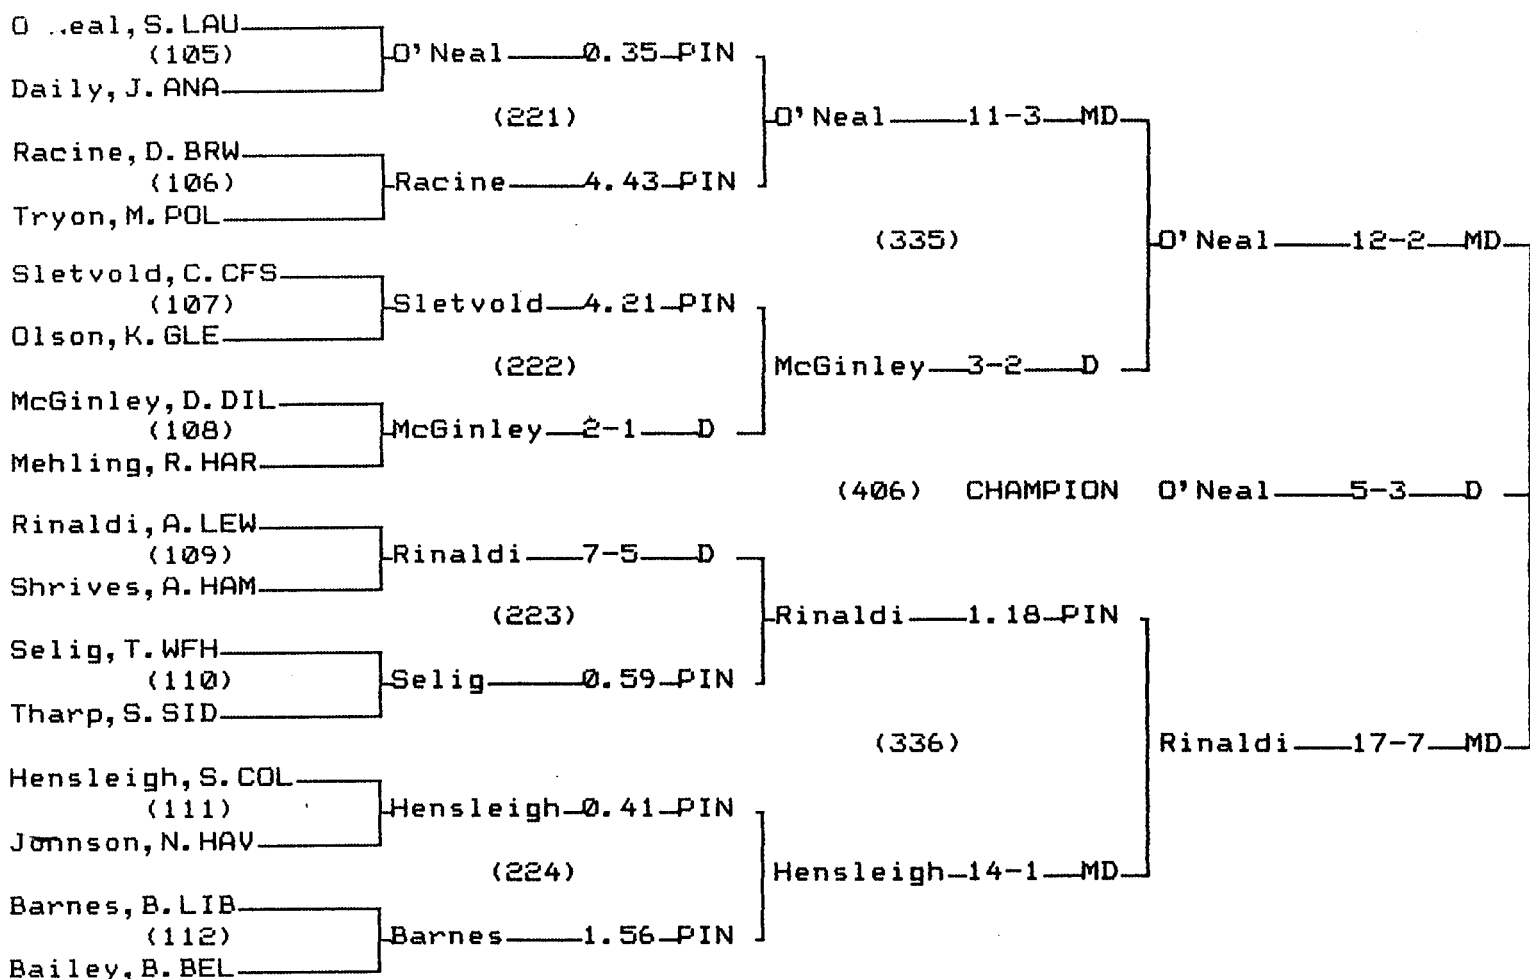 eal, S. LAU
(105) O'Neal 0.35 PIN
Daily, J. ANA
(221) O'Neal 11-3 MD
Racine, D. BRW
(106) Racine 4.43 PIN
Tryon, M. POL
(335) O'Neal 12-2 MD
Sletvold, C. CFS
(107) Sletvold 4.21 PIN
Olson, K. GLE
(222) McGinley 3-2 D
McGinley, D. DIL
(108) McGinley 2-1 D
Mehling, R. HAR
(406) CHAMPION O'Neal 5-3 D
Rinaldi, A. LEW
(109) Rinaldi 7-5 D
Shrives, A. HAM
(223) Rinaldi 1.18 PIN
Selig, T. WFH
(110) Selig 0.59 PIN
Tharp, S. SID
(336) Rinaldi 17-7 MD
Hensleigh, S. COL
(111) Hensleigh 0.41 PIN
Johnson, N. HAV
(224) Hensleigh 14-1 MD
Barnes, B. LIB
(112) Barnes 1.56 PIN
Bailey, B. BEL